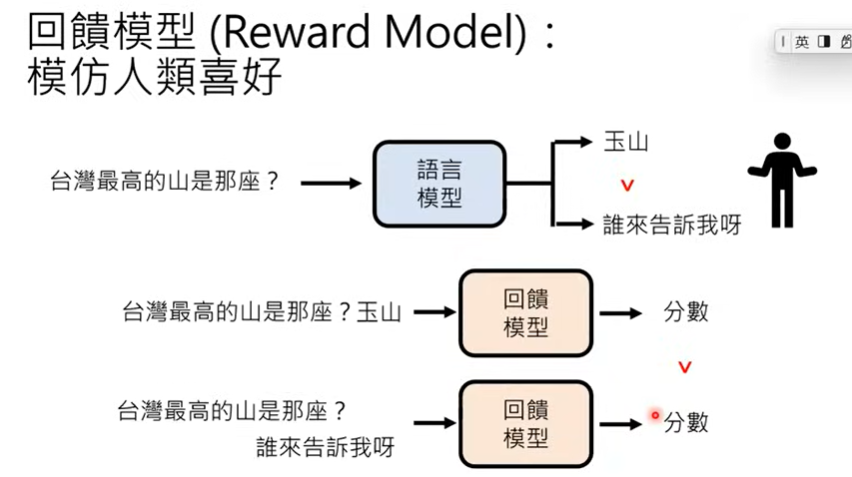 回饋模型 (Reward Model):
模仿人類喜好
英
台灣最高的山是那座?
語言
模型
玉山
v
誰來告訴我呀
台灣最高的山是那座?玉山
回饋
模型
分數
v
台灣最高的山是那座?
誰來告訴我呀
回饋
模型
分數